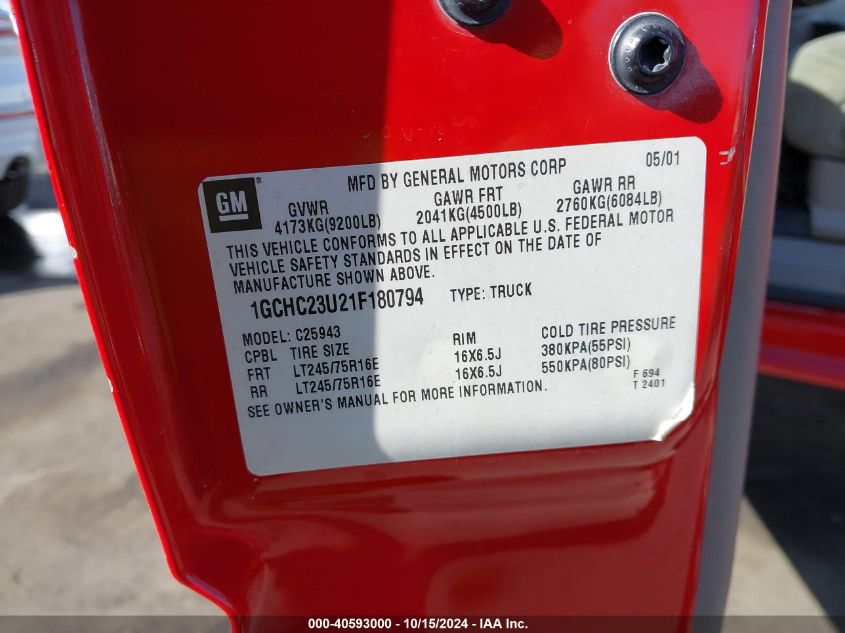 MFD BY GENERAL MOTORS CORP 05/01
GM
GVWR GAWR FRT GAWR RR
4173KG(9200LB) 2041KG(4500LB) 2760KG(6084LB)
THIS VEHICLE CONFORMS TO ALL APPLICABLE U.S. FEDERAL MOTOR
VEHICLE SAFETY STANDARDS IN EFFECT ON THE DATE OF
MANUFACTURE SHOWN ABOVE.
1GCHC23U21F180794 TYPE: TRUCK
MODEL: C25943 RIM COLD TIRE PRESSURE
CPBL TIRE SIZE
FRT LT245/75R16E 16X6.5J 380KPA(55PSI)
RR LT245/75R16E 16X6.5J 550KPA(80PSI)
SEE OWNER'S MANUAL FOR MORE INFORMATION.
F 694
T 2401
000-40593000 - 10/15/2024 - IAA Inc.